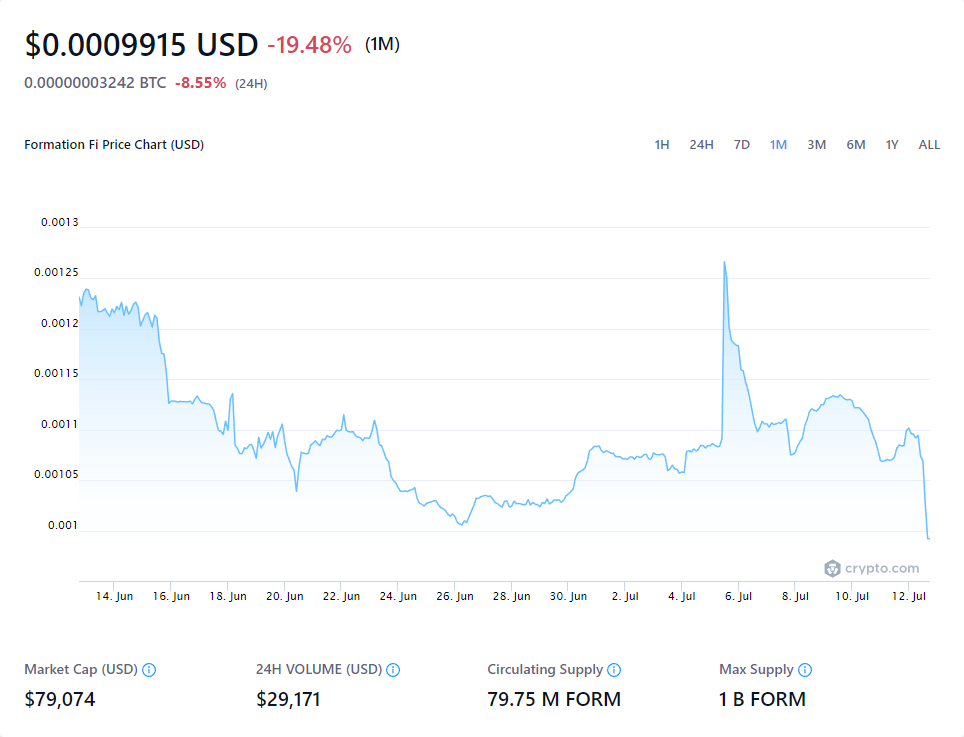 $0.0009915 USD -19.48% (1M)
0.00000003242 BTC -8.55% (24H)
Formation Fi Price Chart (USD) 1H 24H 7D 1M 3M 6M 1Y ALL
0.0013
0.00125
0.0012
0.00115
0.0011
0.00105
0.001
crypto.com
14. Jun 16. Jun 18. Jun 20. Jun 22. Jun 24. Jun 26. Jun 28. Jun 30. Jun 2. Jul 4. Jul 6. Jul 8. Jul 10. Jul 12. Jul
Market Cap (USD) 24H VOLUME (USD) Circulating Supply Max Supply
$79,074 $29,171 79.75 M FORM 1 B FORM